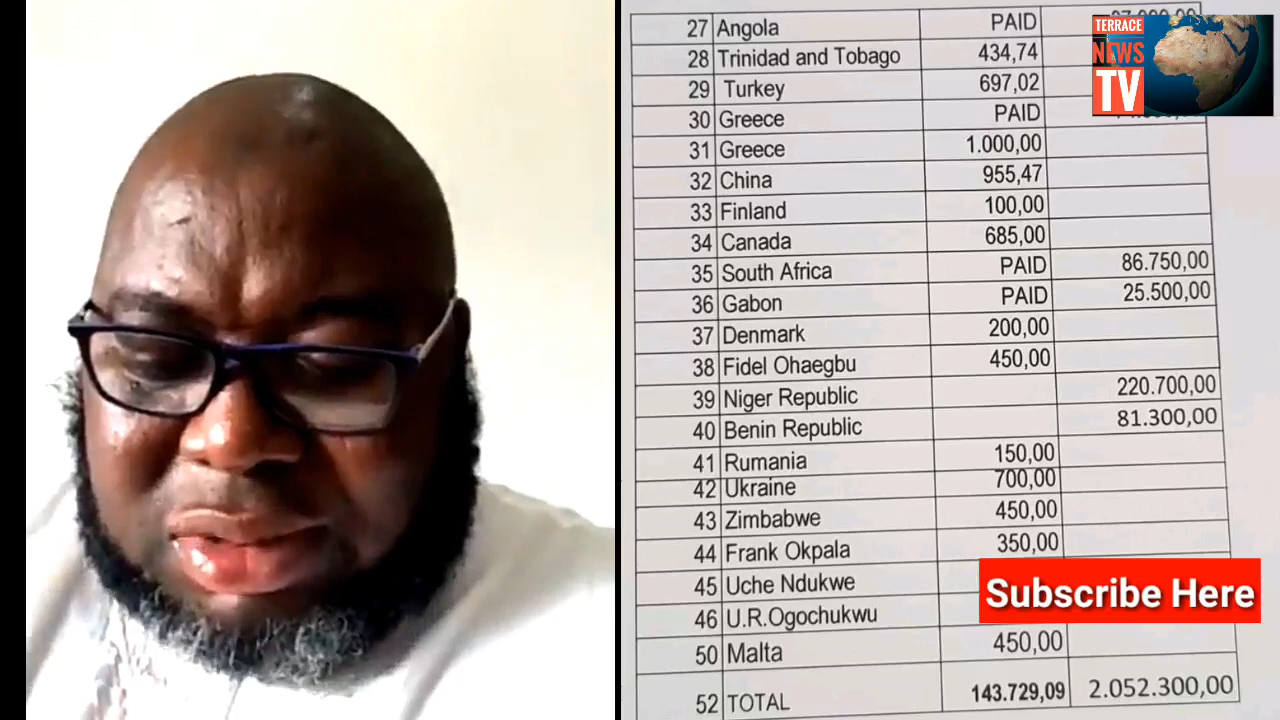 27 Angola PAID
28 Trinidad and Tobago 434,74
29 Turkey 697,02
30 Greece PAID
31 Greece 1.000,00
32 China 955,47
33 Finland 100,00
34 Canada 685,00
35 South Africa PAID 86.750,00
36 Gabon PAID 25.500,00
37 Denmark 200,00
38 Fidel Ohaegbu 450,00
39 Niger Republic 220.700,00
40 Benin Republic 81.300,00
41 Rumania 150,00
42 Ukraine 700,00
43 Zimbabwe 450,00
44 Frank Okpala 350,00
45 Uche Ndukwe
46 U.R.Ogochukwu
50 Malta 450,00
52 TOTAL 143.729,09 2.052.300,00
TERRACE
NEWS
TV
Subscribe Here